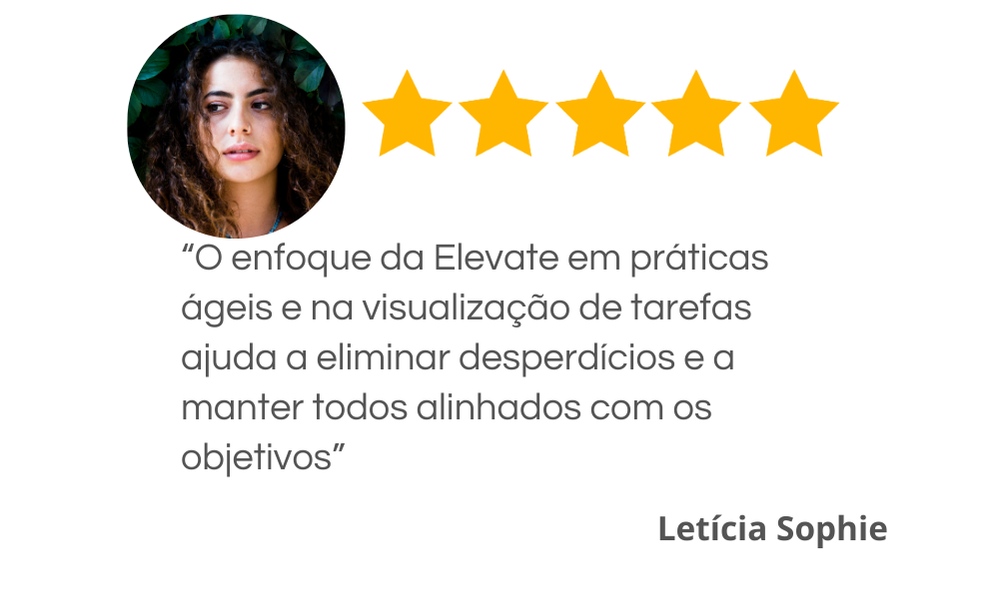 “O enfoque da Elevate em práticas
ágeis e na visualização de tarefas
ajuda a eliminar desperdícios e a
manter todos alinhados com os
objetivos”
Letícia Sophie